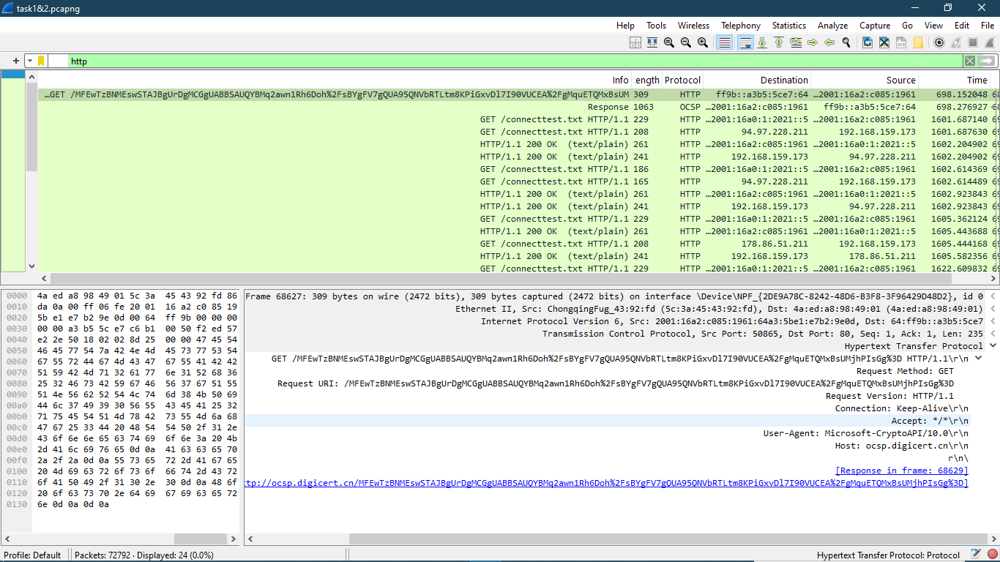 task1&2.pcapng
Help Tools Wireless Telephony Statistics Analyze Capture Go View Edit File
http
Info ength Protocol Destination Source Time
…GET /MFEwTzBNMEswSTAJBgUrDgMCGgUABBSAUQYBMq2awn1Rh6Doh%2FsBYgFV7gQUA95QNVbRTLtm8KPiGxvDl7I90VUCEA%2FgMquETQMxBsUM 309 HTTP ff9b::a3b5:5ce7:64 …2001:16a2:c085:1961 698.152048
Response 1063 OCSP …2001:16a2:c085:1961 ff9b::a3b5:5ce7:64 698.276927
GET /connecttest.txt HTTP/1.1 229 HTTP …2001:16a0:1:2021::5 …2001:16a2:c085:1961 1601.687140
GET /connecttest.txt HTTP/1.1 208 HTTP 94.97.228.211 192.168.159.173 1601.687630
HTTP/1.1 200 OK (text/plain) 261 HTTP …2001:16a2:c085:1961 …2001:16a0:1:2021::5 1602.204902
HTTP/1.1 200 OK (text/plain) 241 HTTP 192.168.159.173 94.97.228.211 1602.204902
GET /connecttest.txt HTTP/1.1 186 HTTP …2001:16a0:1:2021::5 …2001:16a2:c085:1961 1602.614369
GET /connecttest.txt HTTP/1.1 165 HTTP 94.97.228.211 192.168.159.173 1602.614489
HTTP/1.1 200 OK (text/plain) 261 HTTP …2001:16a2:c085:1961 …2001:16a0:1:2021::5 1602.923843
HTTP/1.1 200 OK (text/plain) 241 HTTP 192.168.159.173 94.97.228.211 1602.923843
GET /connecttest.txt HTTP/1.1 229 HTTP …2001:16a0:1:2021::5 …2001:16a2:c085:1961 1605.362124
HTTP/1.1 200 OK (text/plain) 261 HTTP …2001:16a2:c085:1961 …2001:16a0:1:2021::5 1605.443688
GET /connecttest.txt HTTP/1.1 208 HTTP 178.86.51.211 192.168.159.173 1605.444168
HTTP/1.1 200 OK (text/plain) 241 HTTP 192.168.159.173 178.86.51.211 1605.582356
GET /connecttest.txt HTTP/1.1 229 HTTP …2001:16a0:1:2021::5 …2001:16a2:c085:1961 1622.609832
0000 4a ed a8 98 49 01 5c 3a 45 43 92 fd 86
0010 da 0a 00 ff 06 fe 20 01 16 a2 c0 85 19
0020 5b e1 e7 b2 9e 0d 00 64 ff 9b 00 00 00
0030 00 00 a3 b5 5c e7 c6 b1 00 50 f2 ed 57
0040 e2 2e 50 18 02 02 8d 25 00 00 47 45 54
0050 46 45 77 54 7a 42 4e 4d 45 73 77 53 54
0060 67 55 72 44 67 4d 43 47 67 55 41 42 42
0070 51 59 42 4d 71 32 61 77 6e 31 52 68 36
0080 25 32 46 73 42 59 67 46 56 37 67 51 55
0090 51 4e 56 62 52 54 4c 74 6d 38 4b 50 69
00a0 44 6c 37 49 39 30 56 55 43 45 41 25 32
00b0 71 75 45 54 51 4d 78 42 73 55 4d 6a 68
00c0 47 67 25 33 44 20 48 54 54 50 2f 31 2e
00d0 43 6f 6e 6e 65 63 74 69 6f 6e 3a 20 4b
00e0 2d 41 6c 69 76 65 0d 0a 41 63 63 65 70
00f0 2a 2f 2a 0d 0a 55 73 65 72 2d 41 67 65
0100 20 4d 69 63 72 6f 73 6f 66 74 2d 43 72
0110 6f 41 50 49 2f 31 30 2e 30 0d 0a 48 6f
0120 20 6f 63 73 70 2e 64 69 67 69 63 65 72
0130 6e 0d 0a 0d 0a
Frame 68627: 309 bytes on wire (2472 bits), 309 bytes captured (2472 bits) on interface \Device\NPF_{2DE9A78C-8242-48D6-B3F8-3F96429D48D2}, id 0
Ethernet II, Src: ChongqingFug_43:92:fd (5c:3a:45:43:92:fd), Dst: 4a:ed:a8:98:49:01 (4a:ed:a8:98:49:01)
Internet Protocol Version 6, Src: 2001:16a2:c085:1961:64a3:5be1:e7b2:9e0d, Dst: 64:ff9b::a3b5:5ce7
Transmission Control Protocol, Src Port: 50865, Dst Port: 80, Seq: 1, Ack: 1, Len: 235
Hypertext Transfer Protocol
GET /MFEwTzBNMEswSTAJBgUrDgMCGgUABBSAUQYBMq2awn1Rh6Doh%2FsBYgFV7gQUA95QNVbRTLtm8KPiGxvDl7I90VUCEA%2FgMquETQMxBsUMjhPIsGg%3D HTTP/1.1\r\n
Request Method: GET
Request URI: /MFEwTzBNMEswSTAJBgUrDgMCGgUABBSAUQYBMq2awn1Rh6Doh%2FsBYgFV7gQUA95QNVbRTLtm8KPiGxvDl7I90VUCEA%2FgMquETQMxBsUMjhPIsGg%3D
Request Version: HTTP/1.1
Connection: Keep-Alive\r\n
Accept: */*\r\n
User-Agent: Microsoft-CryptoAPI/10.0\r\n
Host: ocsp.digicert.cn\r\n
r\n\
[Response in frame: 68629]
ttp://ocsp.digicert.cn/MFEwTzBNMEswSTAJBgUrDgMCGgUABBSAUQYBMq2awn1Rh6Doh%2FsBYgFV7gQUA95QNVbRTLtm8KPiGxvDl7I90VUCEA%2FgMquETQMxBsUMjhPIsGg%3D]
Profile: Default Packets: 72792 · Displayed: 24 (0.0%) Hypertext Transfer Protocol: Protocol